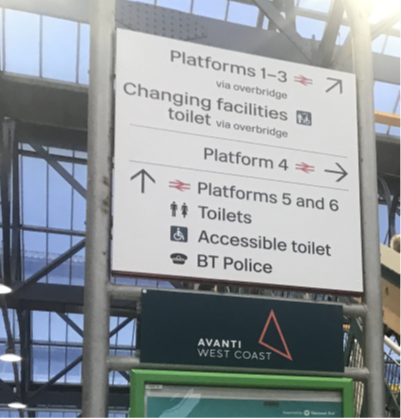 Platforms 1-3
via overbridge
Changing facilities
toilet via overbridge
Platform 4
Platforms 5 and 6
Toilets
Accessible toilet
BT Police
AVANTI
WEST COAST